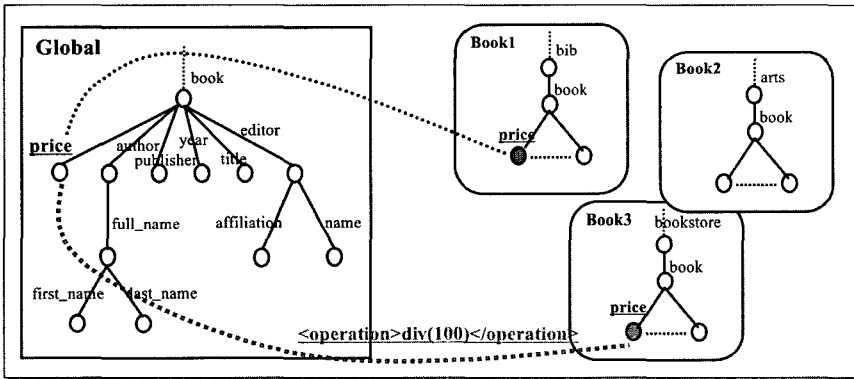 Global
book
price
author
publisher
year
title
editor
full_name
affiliation
name
first_name
last_name
Book1
bib
book
price
Book2
arts
book
Book3
bookstore
book
price
<operation>div(100)</operation>